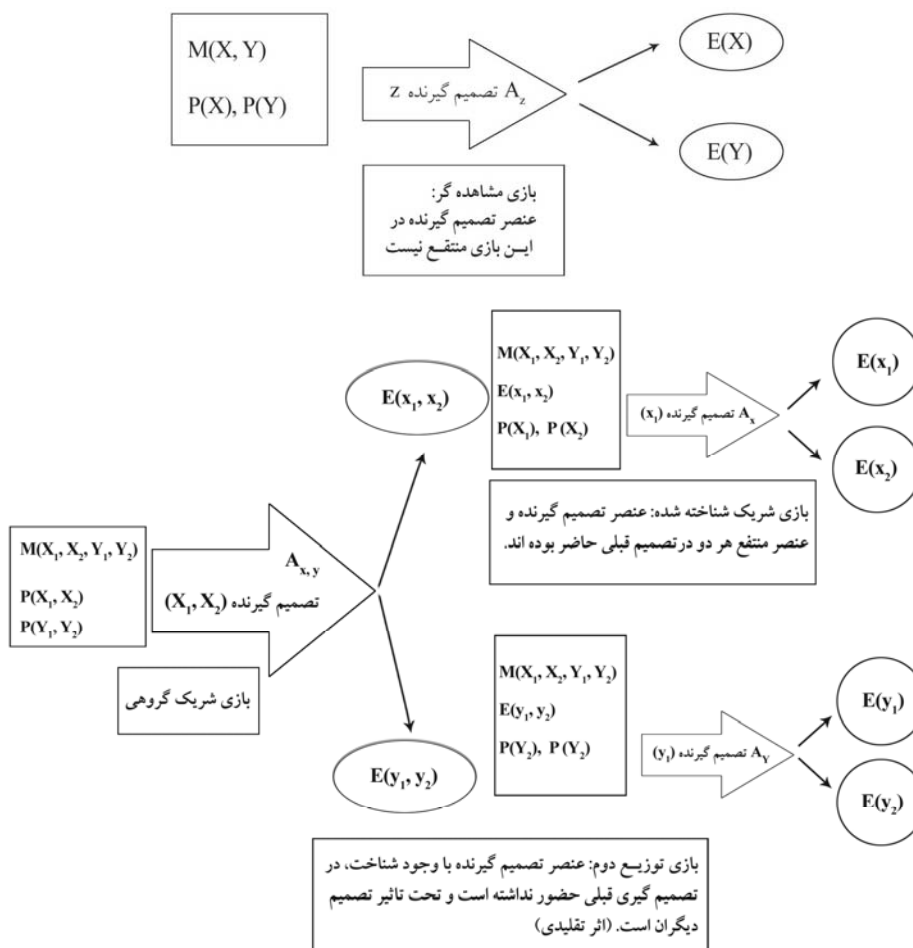 M(X, Y)
P(X), P(Y)
A_z تصمیم گیرنده z
E(X)
E(Y)
بازی مشاهده گر:
عنصر تصمیم گیرنده در
ایـن بازی منتفـع نیست
M(X₁, X₂, Y₁, Y₂)
P(X₁, X₂)
P(Y₁, Y₂)
A_{x, y}
تصمیم گیرنده (X₁, X₂)
بازی شریک گروهی
E(x₁, x₂)
M(X₁, X₂, Y₁, Y₂)
E(x₁, x₂)
P(X₁), P(X₂)
A_x تصمیم گیرنده (x₁)
E(x₁)
E(x₂)
بازی شریک شناخته شده: عنصر تصمیم گیرنده و
عنصر منتفع هر دو درتصمیم قبلی حاضر بوده اند.
E(y₁, y₂)
M(X₁, X₂, Y₁, Y₂)
E(y₁, y₂)
P(Y₂), P(Y₂)
A_Y تصمیم گیرنده (y₁)
E(y₁)
E(y₂)
بازی توزیـع دوم: عنصر تصمیم گیرنده با وجود شناخت، در
تصمیم گیری قبلی حضور نداشته است و تحت تاثیر تصمیم
دیگران است. (اثر تقلیدی)